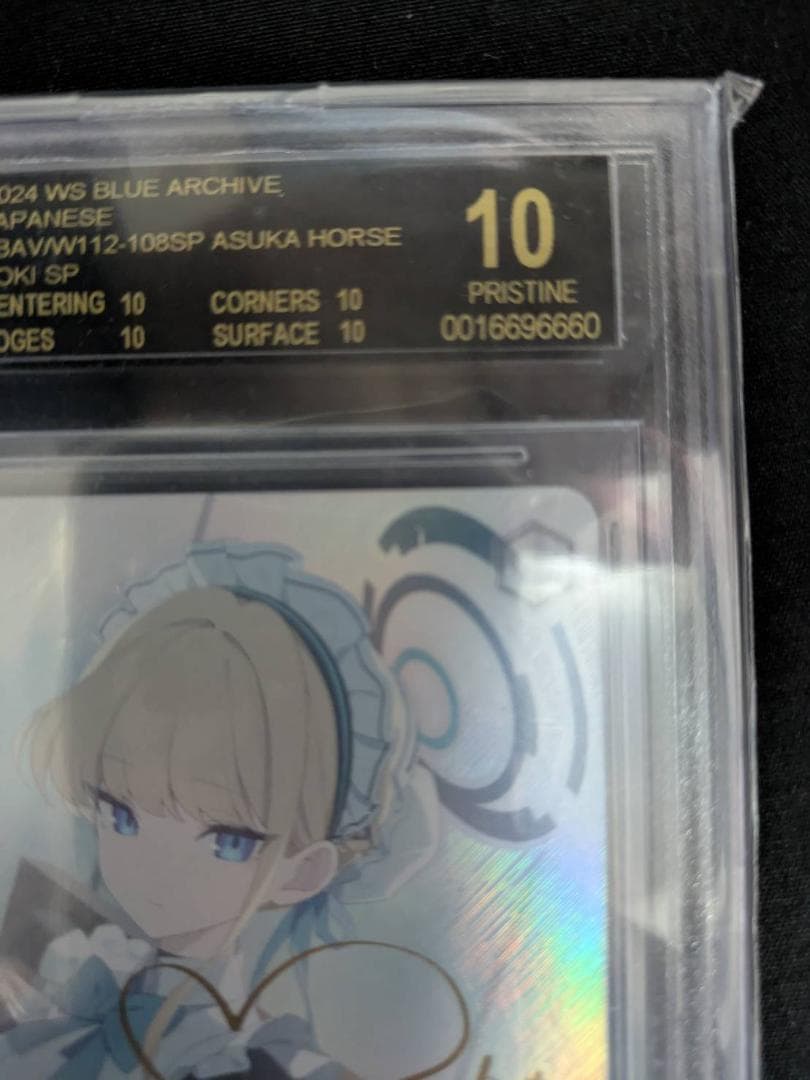 024 WS BLUE ARCHIVE
APANESE
BAV/W112-108SP ASUKA HORSE
OKI SP
ENTERING 10 CORNERS 10
DGES 10 SURFACE 10
10
PRISTINE
0016696660